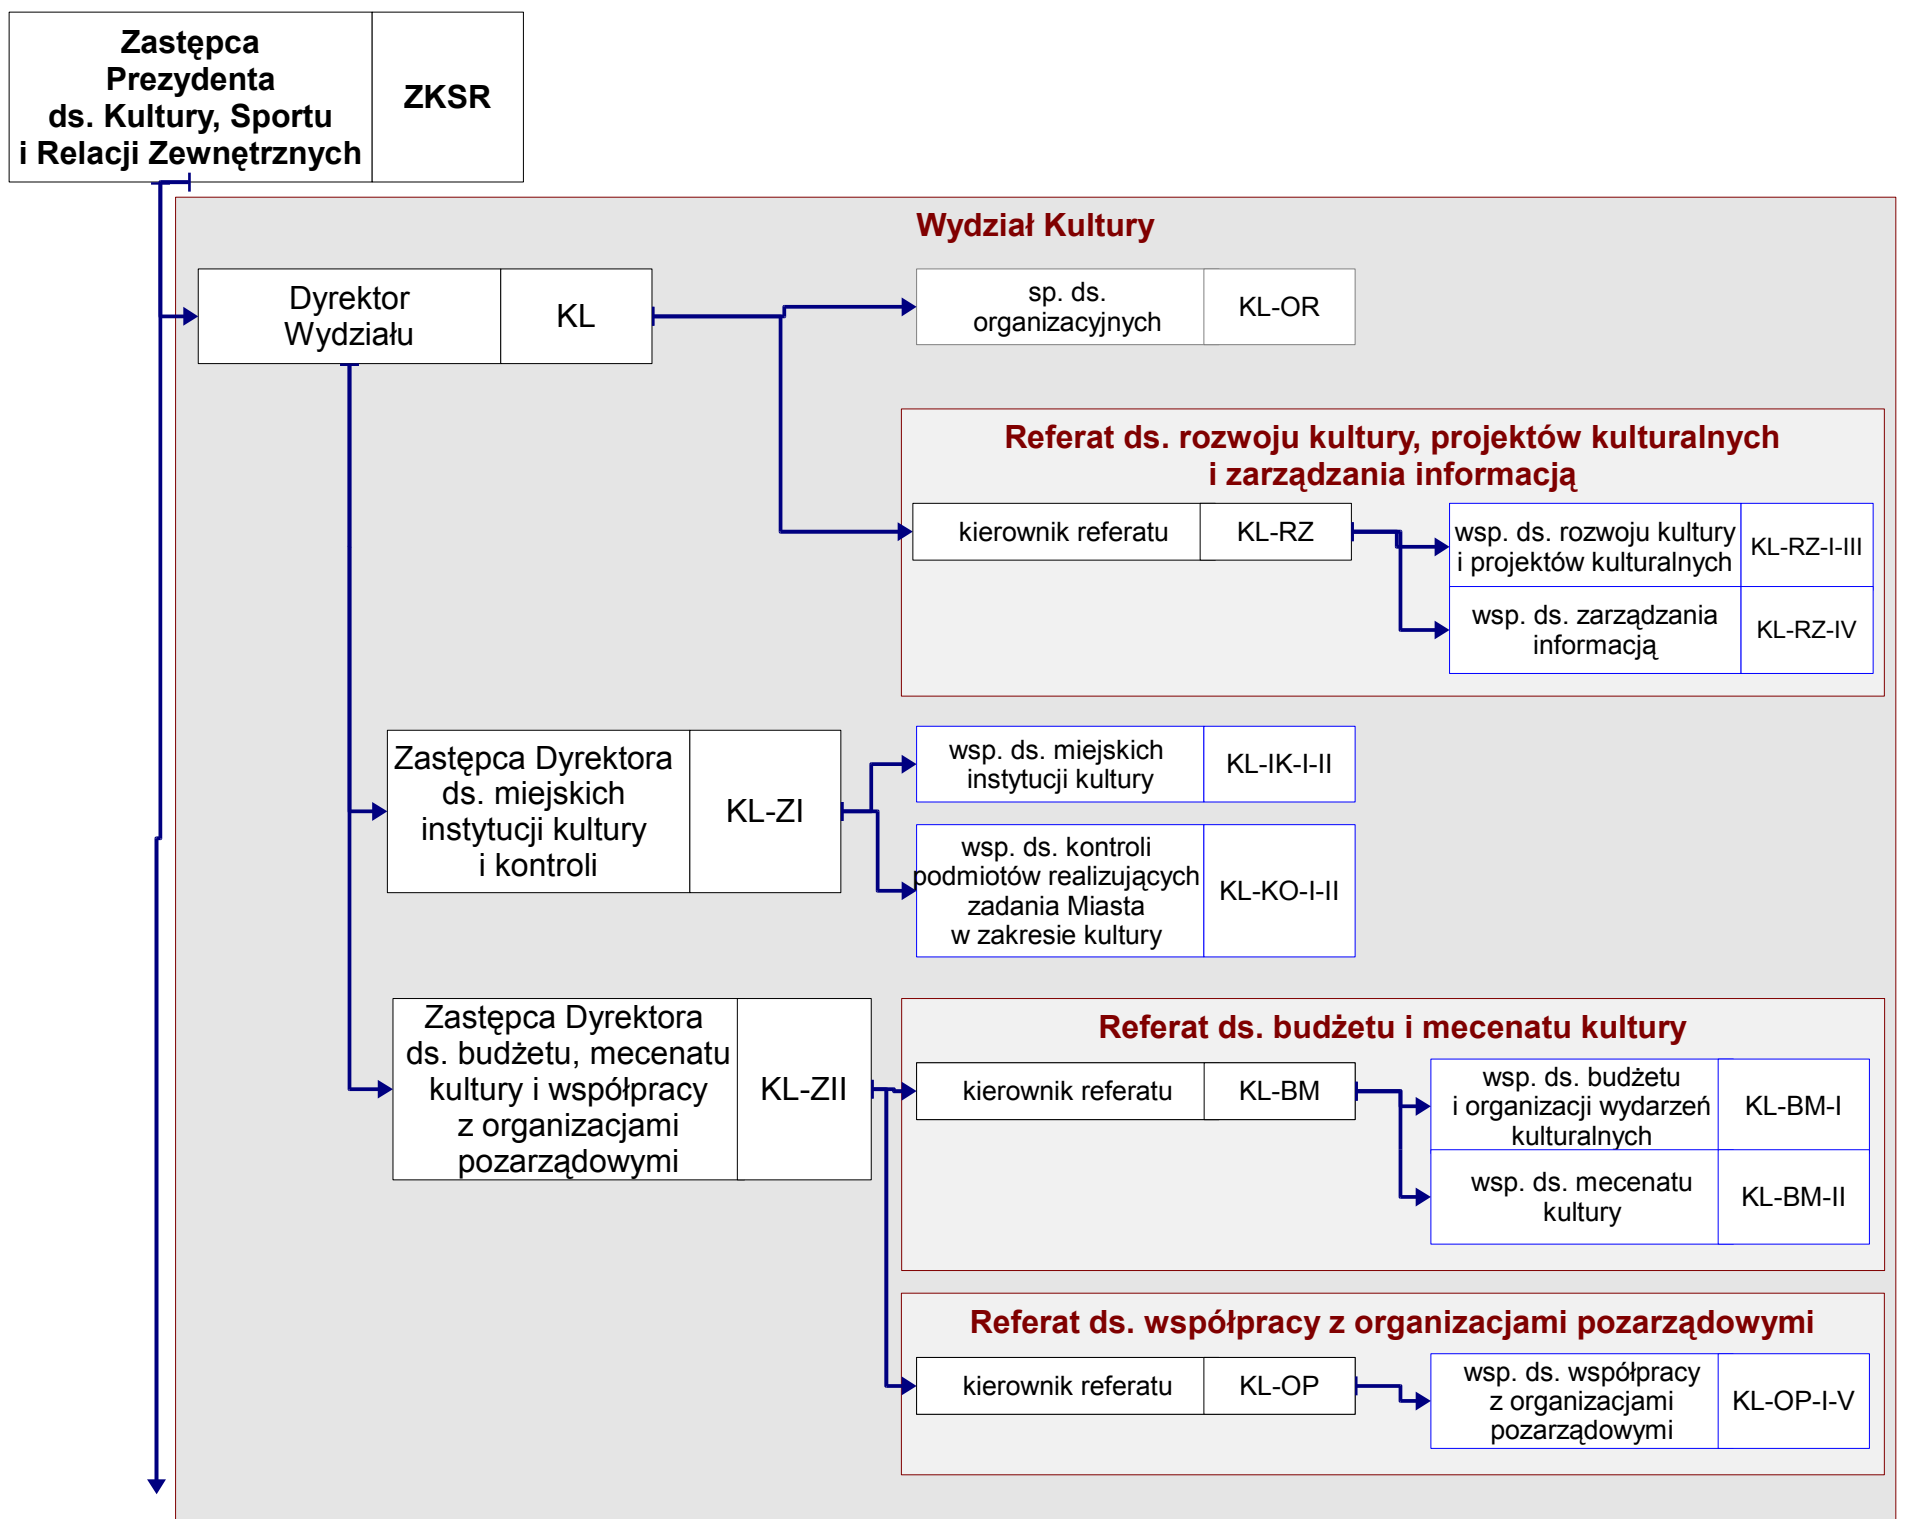 Zastępca
Prezydenta
ds. Kultury, Sportu
i Relacji Zewnętrznych
ZKSR
Wydział Kultury
Dyrektor
Wydziału
KL
sp. ds.
organizacyjnych
KL-OR
Referat ds. rozwoju kultury, projektów kulturalnych
i zarządzania informacją
kierownik referatu
KL-RZ
wsp. ds. rozwoju kultury
i projektów kulturalnych
KL-RZ-I-III
wsp. ds. zarządzania
informacją
KL-RZ-IV
Zastępca Dyrektora
ds. miejskich
instytucji kultury
i kontroli
KL-ZI
wsp. ds. miejskich
instytucji kultury
KL-IK-I-II
wsp. ds. kontroli
podmiotów realizujących
zadania Miasta
w zakresie kultury
KL-KO-I-II
Zastępca Dyrektora
ds. budżetu, mecenatu
kultury i współpracy
z organizacjami
pozarządowymi
KL-ZII
Referat ds. budżetu i mecenatu kultury
kierownik referatu
KL-BM
wsp. ds. budżetu
i organizacji wydarzeń
kulturalnych
KL-BM-I
wsp. ds. mecenatu
kultury
KL-BM-II
Referat ds. współpracy z organizacjami pozarządowymi
kierownik referatu
KL-OP
wsp. ds. współpracy
z organizacjami
pozarządowymi
KL-OP-I-V